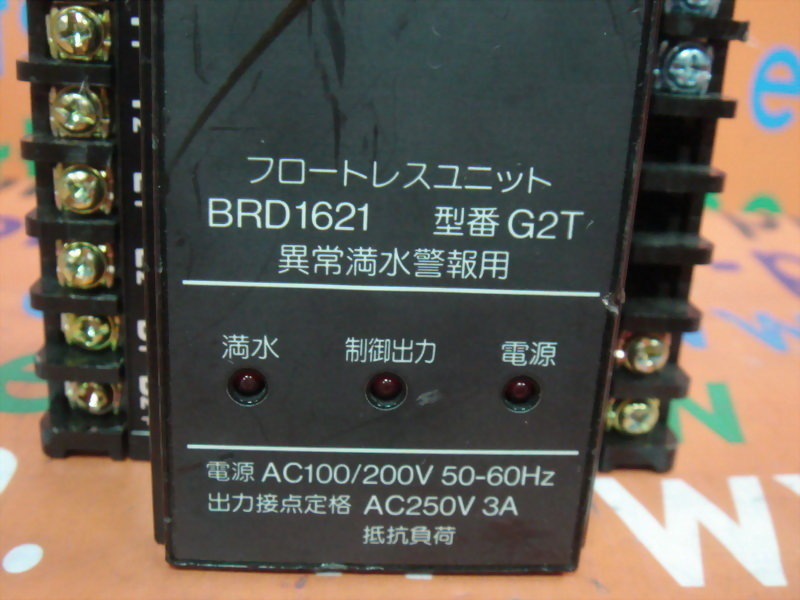 フロートレスユニット
BRD1621 型番 G2T
異常満水警報用
満水 制御出力 電源
電源 AC100/200V 50-60Hz
出力接点定格 AC250V 3A
抵抗負荷